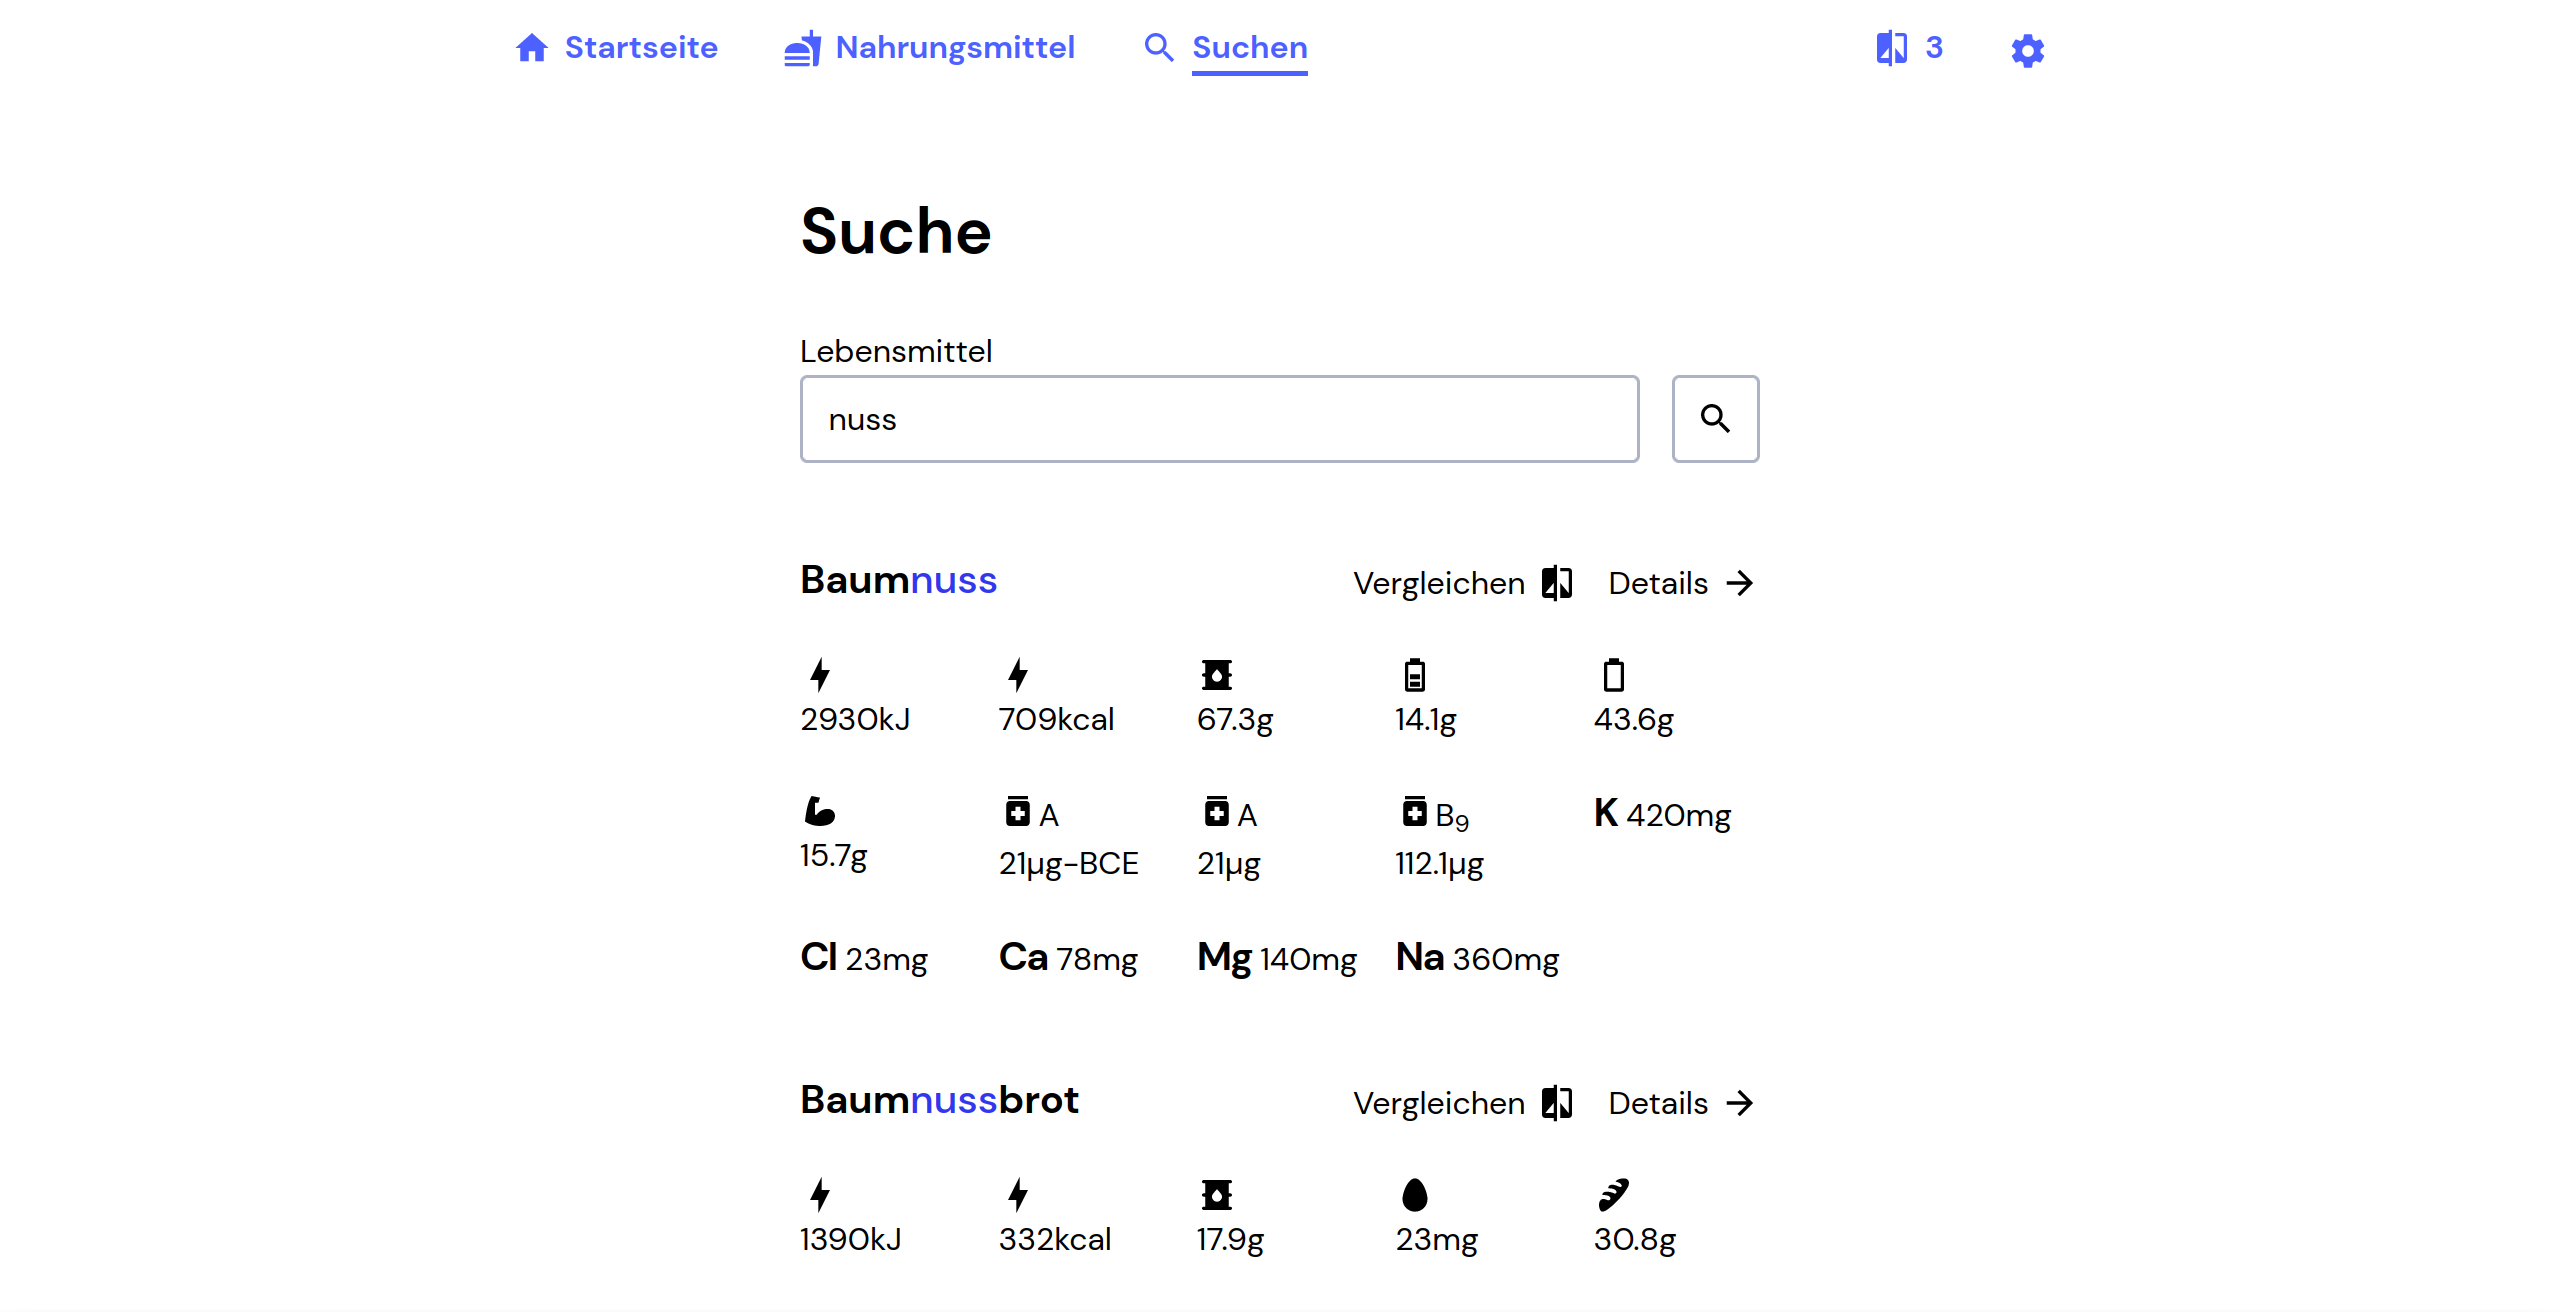 Startseite Nahrungsmittel Suchen 3
Suche
Lebensmittel
nuss
Baumnuss Vergleichen Details
2930kJ 709kcal 67.3g 14.1g 43.6g
A A B₉ K 420mg
15.7g 21µg-BCE 21µg 112.1µg
Cl 23mg Ca 78mg Mg 140mg Na 360mg
Baumnussbrot Vergleichen Details
1390kJ 332kcal 17.9g 23mg 30.8g